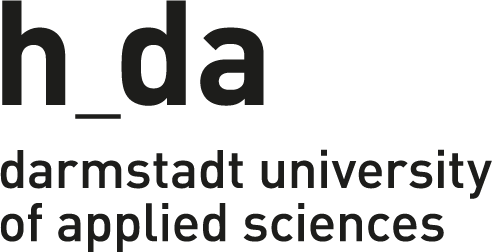 h_da
darmstadt university
of applied sciences